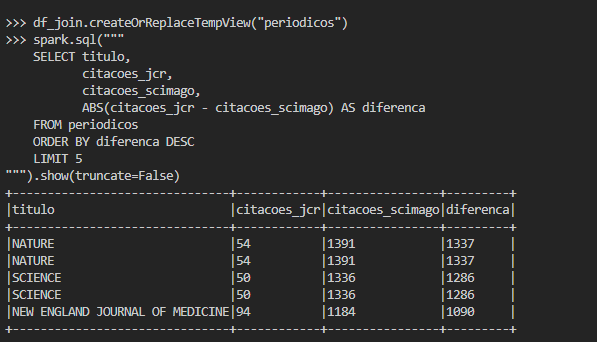 >>> df_join.createOrReplaceTempView("periodicos")
>>> spark.sql("""
    SELECT titulo,
           citacoes_jcr,
           citacoes_scimago,
           ABS(citacoes_jcr - citacoes_scimago) AS diferenca
    FROM periodicos
    ORDER BY diferenca DESC
    LIMIT 5
""").show(truncate=False)
+-------------------------------+------------+----------------+---------+
|titulo                         |citacoes_jcr|citacoes_scimago|diferenca|
+-------------------------------+------------+----------------+---------+
|NATURE                         |54          |1391            |1337     |
|NATURE                         |54          |1391            |1337     |
|SCIENCE                        |50          |1336            |1286     |
|SCIENCE                        |50          |1336            |1286     |
|NEW ENGLAND JOURNAL OF MEDICINE|94          |1184            |1090     |
+-------------------------------+------------+----------------+---------+